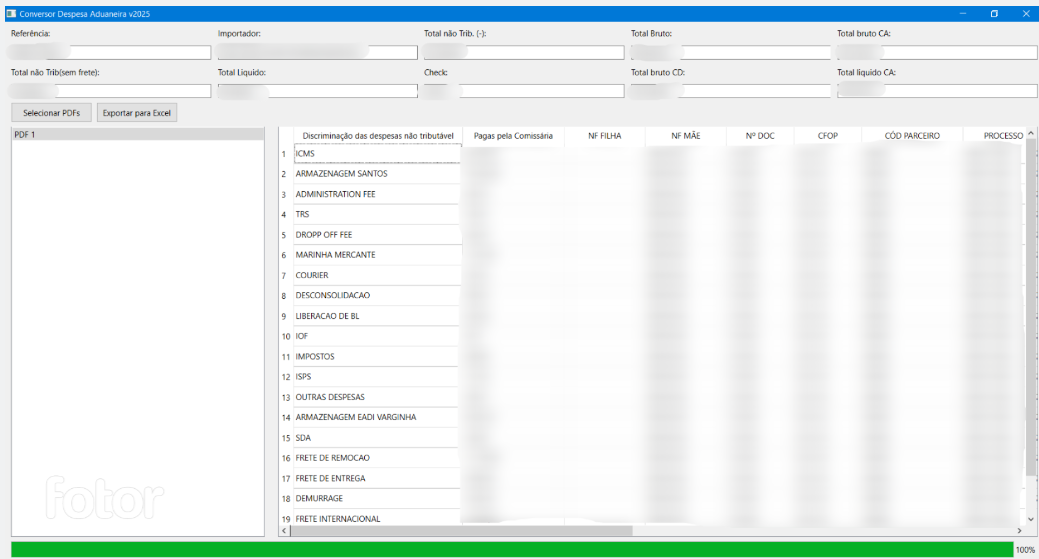 Conversor Despesa Aduaneira v2025
Referência: Importador: Total não Trib. (-): Total Bruto: Total bruto CA:
Total não Trib(sem frete): Total Liquido: Check: Total bruto CD: Total líquido CA:
Selecionar PDFs Exportar para Excel
PDF 1
Discriminação das despesas não tributável Pagas pela Comissária NF FILHA NF MÃE Nº DOC CFOP CÓD PARCEIRO PROCESSO
1 ICMS
2 ARMAZENAGEM SANTOS
3 ADMINISTRATION FEE
4 TRS
5 DROPP OFF FEE
6 MARINHA MERCANTE
7 COURIER
8 DESCONSOLIDACAO
9 LIBERACAO DE BL
10 IOF
11 IMPOSTOS
12 ISPS
13 OUTRAS DESPESAS
14 ARMAZENAGEM EADI VARGINHA
15 SDA
16 FRETE DE REMOCAO
17 FRETE DE ENTREGA
18 DEMURRAGE
19 FRETE INTERNACIONAL
fotor
100%